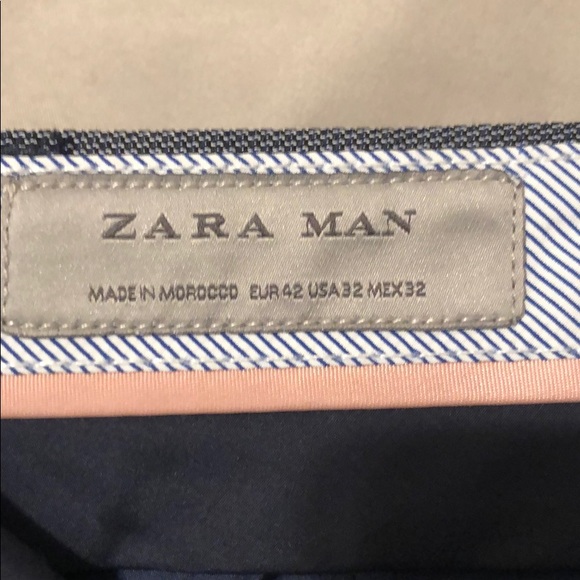 ZARA MAN
MADE IN MOROCCO EUR 42 USA 32 MEX 32